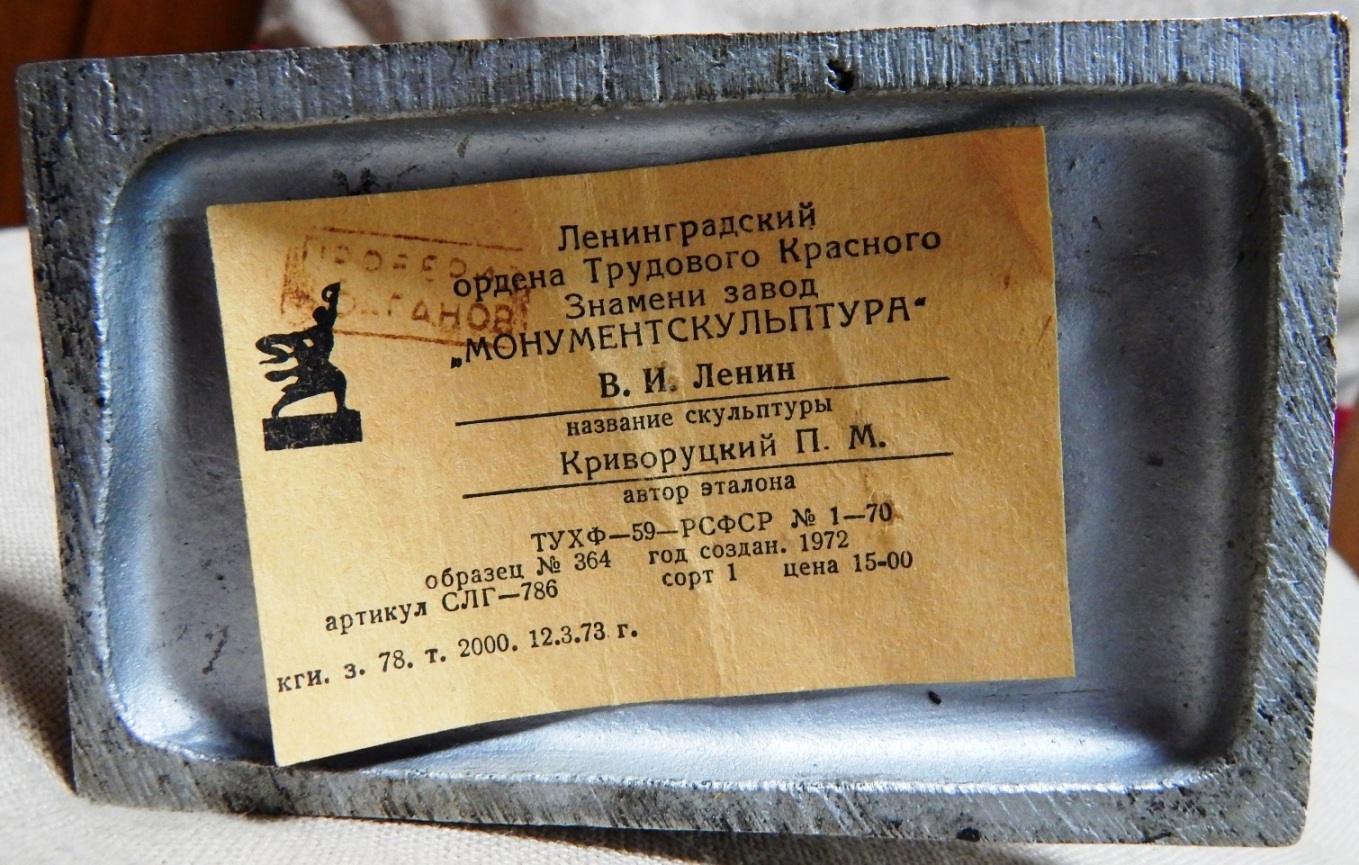 Ленинградский
ордена Трудового Красного
Знамени завод
„МОНУМЕНТСКУЛЬПТУРА“
В. И. Ленин
название скульптуры
Криворуцкий П. М.
автор эталона
ТУХФ—59—РСФСР № 1—70
образец № 364 год создан. 1972
артикул СЛГ—786 сорт 1 цена 15-00
кги. з. 78. т. 2000. 12.3.73 г.